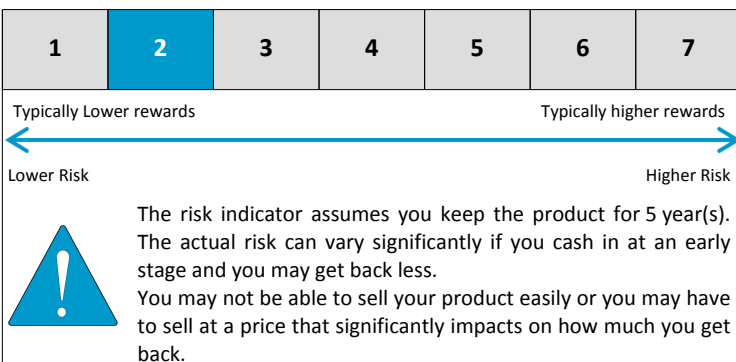 1 2 3 4 5 6 7
Typically Lower rewards Typically higher rewards
Lower Risk Higher Risk
The risk indicator assumes you keep the product for 5 year(s).
The actual risk can vary significantly if you cash in at an early
stage and you may get back less.
You may not be able to sell your product easily or you may have
to sell at a price that significantly impacts on how much you get
back.